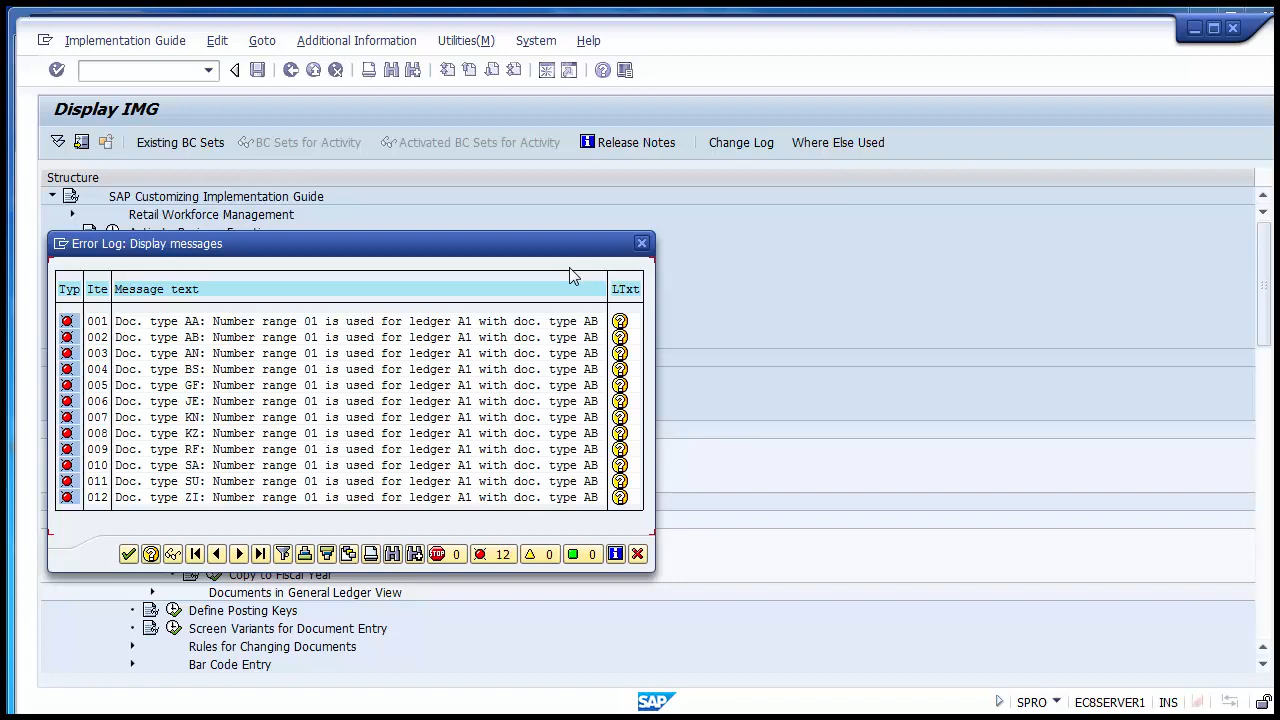 Implementation Guide Edit Goto Additional Information Utilities(M) System Help
Display IMG
Existing BC Sets BC Sets for Activity Activated BC Sets for Activity Release Notes Change Log Where Else Used
Structure
SAP Customizing Implementation Guide
Retail Workforce Management
Error Log: Display messages
Typ Ite Message text LTxt
001 Doc. type AA: Number range 01 is used for ledger A1 with doc. type AB
002 Doc. type AB: Number range 01 is used for ledger A1 with doc. type AB
003 Doc. type AN: Number range 01 is used for ledger A1 with doc. type AB
004 Doc. type BS: Number range 01 is used for ledger A1 with doc. type AB
005 Doc. type GF: Number range 01 is used for ledger A1 with doc. type AB
006 Doc. type JE: Number range 01 is used for ledger A1 with doc. type AB
007 Doc. type KN: Number range 01 is used for ledger A1 with doc. type AB
008 Doc. type KZ: Number range 01 is used for ledger A1 with doc. type AB
009 Doc. type RF: Number range 01 is used for ledger A1 with doc. type AB
010 Doc. type SA: Number range 01 is used for ledger A1 with doc. type AB
011 Doc. type SU: Number range 01 is used for ledger A1 with doc. type AB
012 Doc. type ZI: Number range 01 is used for ledger A1 with doc. type AB
STOP 0 12 0 0
Copy to Fiscal Year
Documents in General Ledger View
Define Posting Keys
Screen Variants for Document Entry
Rules for Changing Documents
Bar Code Entry
SAP SPRO EC8SERVER1 INS